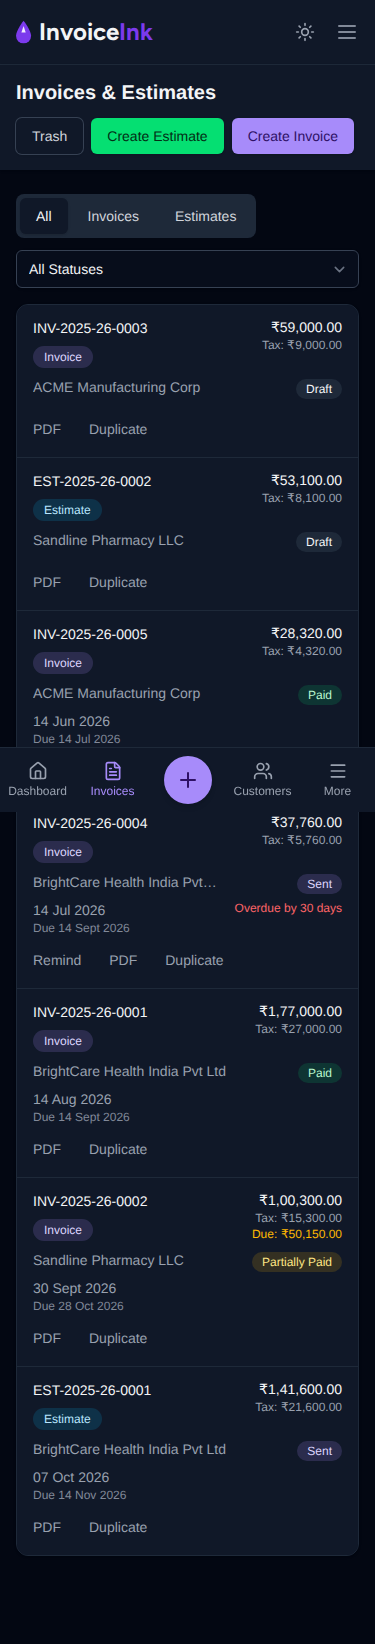 InvoiceInk
Invoices & Estimates
Trash
Create Estimate
Create Invoice
All
Invoices
Estimates
All Statuses
INV-2025-26-0003
₹59,000.00
Invoice
Tax: ₹9,000.00
ACME Manufacturing Corp
Draft
PDF
Duplicate
EST-2025-26-0002
₹53,100.00
Estimate
Tax: ₹8,100.00
Sandline Pharmacy LLC
Draft
PDF
Duplicate
INV-2025-26-0005
₹28,320.00
Invoice
Tax: ₹4,320.00
ACME Manufacturing Corp
Paid
14 Jun 2026
Due 14 Jul 2026
Dashboard
Invoices
Customers
More
INV-2025-26-0004
₹37,760.00
Invoice
Tax: ₹5,760.00
BrightCare Health India Pvt…
Sent
14 Jul 2026
Overdue by 30 days
Due 14 Sept 2026
Remind
PDF
Duplicate
INV-2025-26-0001
₹1,77,000.00
Invoice
Tax: ₹27,000.00
BrightCare Health India Pvt Ltd
Paid
14 Aug 2026
Due 14 Sept 2026
PDF
Duplicate
INV-2025-26-0002
₹1,00,300.00
Invoice
Tax: ₹15,300.00
Due: ₹50,150.00
Sandline Pharmacy LLC
Partially Paid
30 Sept 2026
Due 28 Oct 2026
PDF
Duplicate
EST-2025-26-0001
₹1,41,600.00
Estimate
Tax: ₹21,600.00
BrightCare Health India Pvt Ltd
Sent
07 Oct 2026
Due 14 Nov 2026
PDF
Duplicate